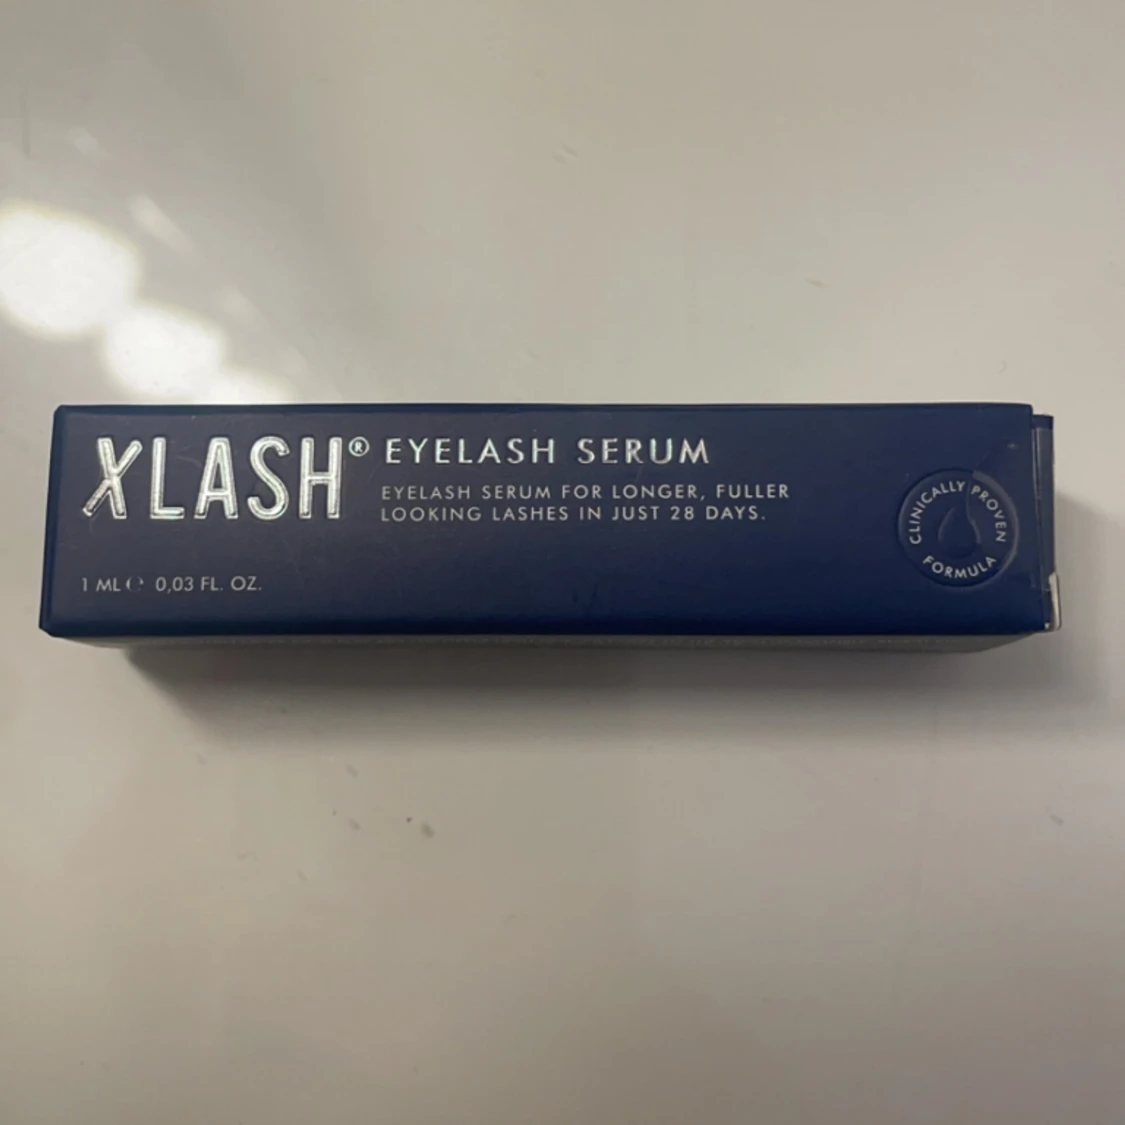 XLASH® EYELASH SERUM
EYELASH SERUM FOR LONGER, FULLER
LOOKING LASHES IN JUST 28 DAYS.
1 ML ℮ 0,03 FL. OZ.
CLINICALLY PROVEN
FORMULA